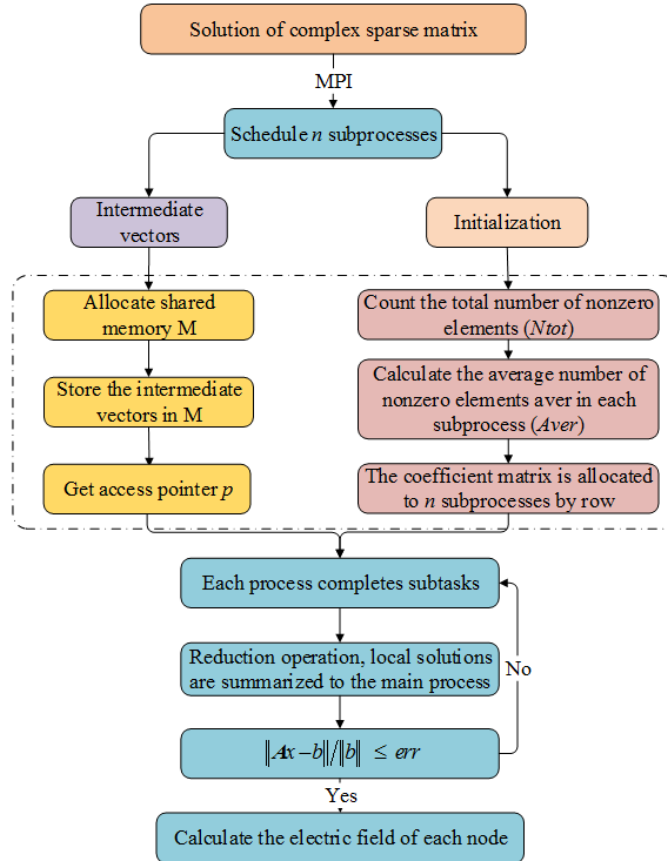 Solution of complex sparse matrix
MPI
Schedule n subprocesses
Intermediate
vectors
Initialization
Allocate shared
memory M
Store the intermediate
vectors in M
Get access pointer p
Count the total number of nonzero
elements (Ntot)
Calculate the average number of
nonzero elements aver in each
subprocess (Aver)
The coefficient matrix is allocated
to n subprocesses by row
Each process completes subtasks
Reduction operation, local solutions
are summarized to the main process
No
‖Ax−b‖/‖b‖ ≤ err
Yes
Calculate the electric field of each node